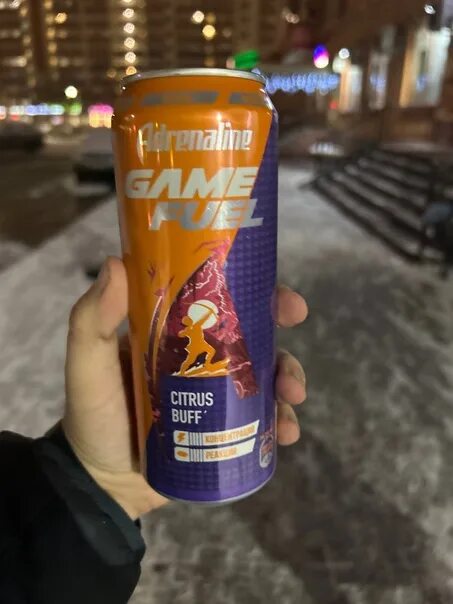 Adrenaline
GAME
FUEL
CITRUS
BUFF
КОНЦЕНТРАЦИЯ
РЕАКЦИЯ